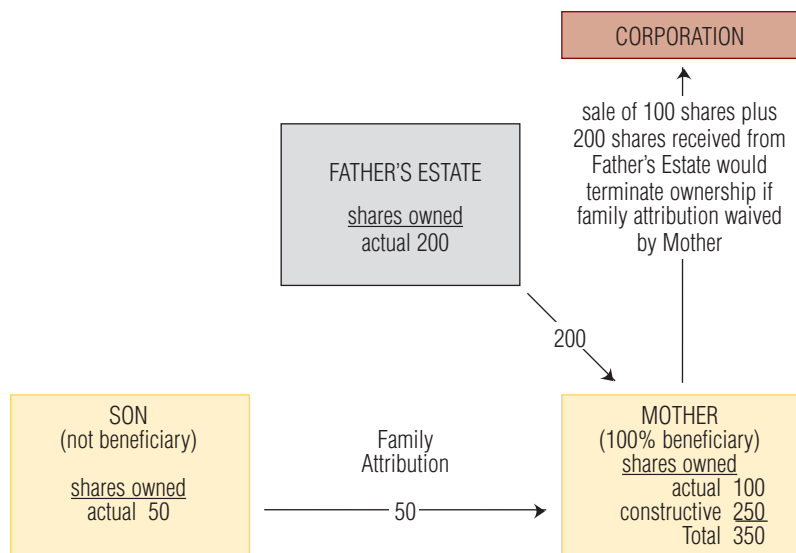 CORPORATION
sale of 100 shares plus
200 shares received from
Father's Estate would
terminate ownership if
family attribution waived
by Mother
FATHER'S ESTATE
shares owned
actual 200
200
SON
(not beneficiary)
shares owned
actual 50
Family
Attribution
50
MOTHER
(100% beneficiary)
shares owned
actual 100
constructive 250
Total 350